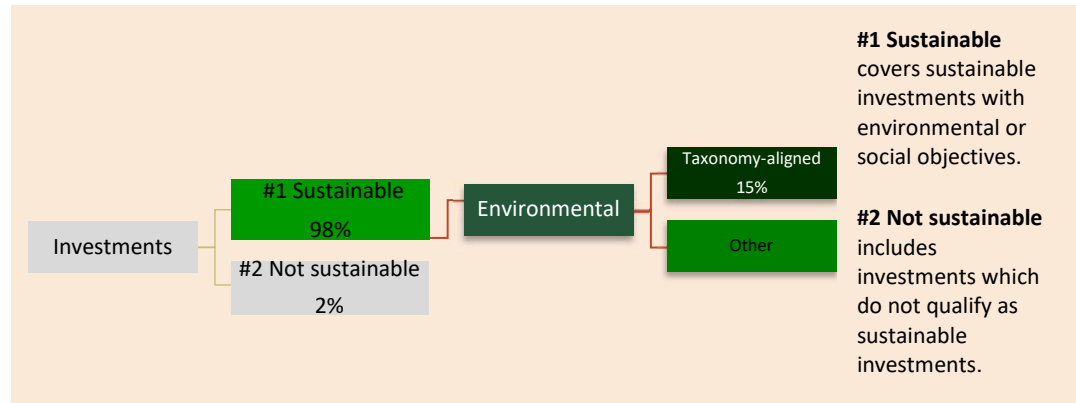 Investments
#1 Sustainable
98%
#2 Not sustainable
2%
Environmental
Taxonomy-aligned
15%
Other
#1 Sustainable
covers sustainable
investments with
environmental or
social objectives.
#2 Not sustainable
includes
investments which
do not qualify as
sustainable
investments.